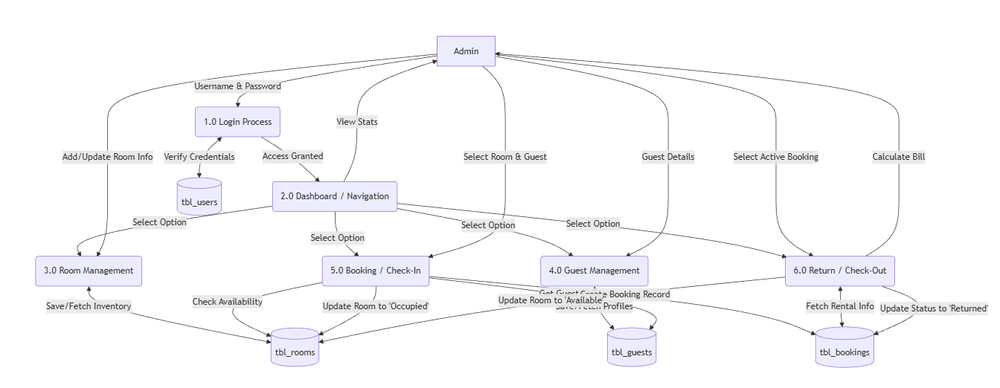 Admin
Username & Password
1.0 Login Process
View Stats
Add/Update Room Info
Verify Credentials
Access Granted
Select Room & Guest
Guest Details
Select Active Booking
Calculate Bill
tbl_users
2.0 Dashboard / Navigation
Select Option
Select Option
Select Option
Select Option
3.0 Room Management
5.0 Booking / Check-In
4.0 Guest Management
6.0 Return / Check-Out
Get Guest
Create Booking Record
Check Availability
Update Room to 'Available'
Save/Fetch Inventory
Update Room to 'Occupied'
Save/Fetch Profiles
Fetch Rental Info
Update Status to 'Returned'
tbl_rooms
tbl_guests
tbl_bookings